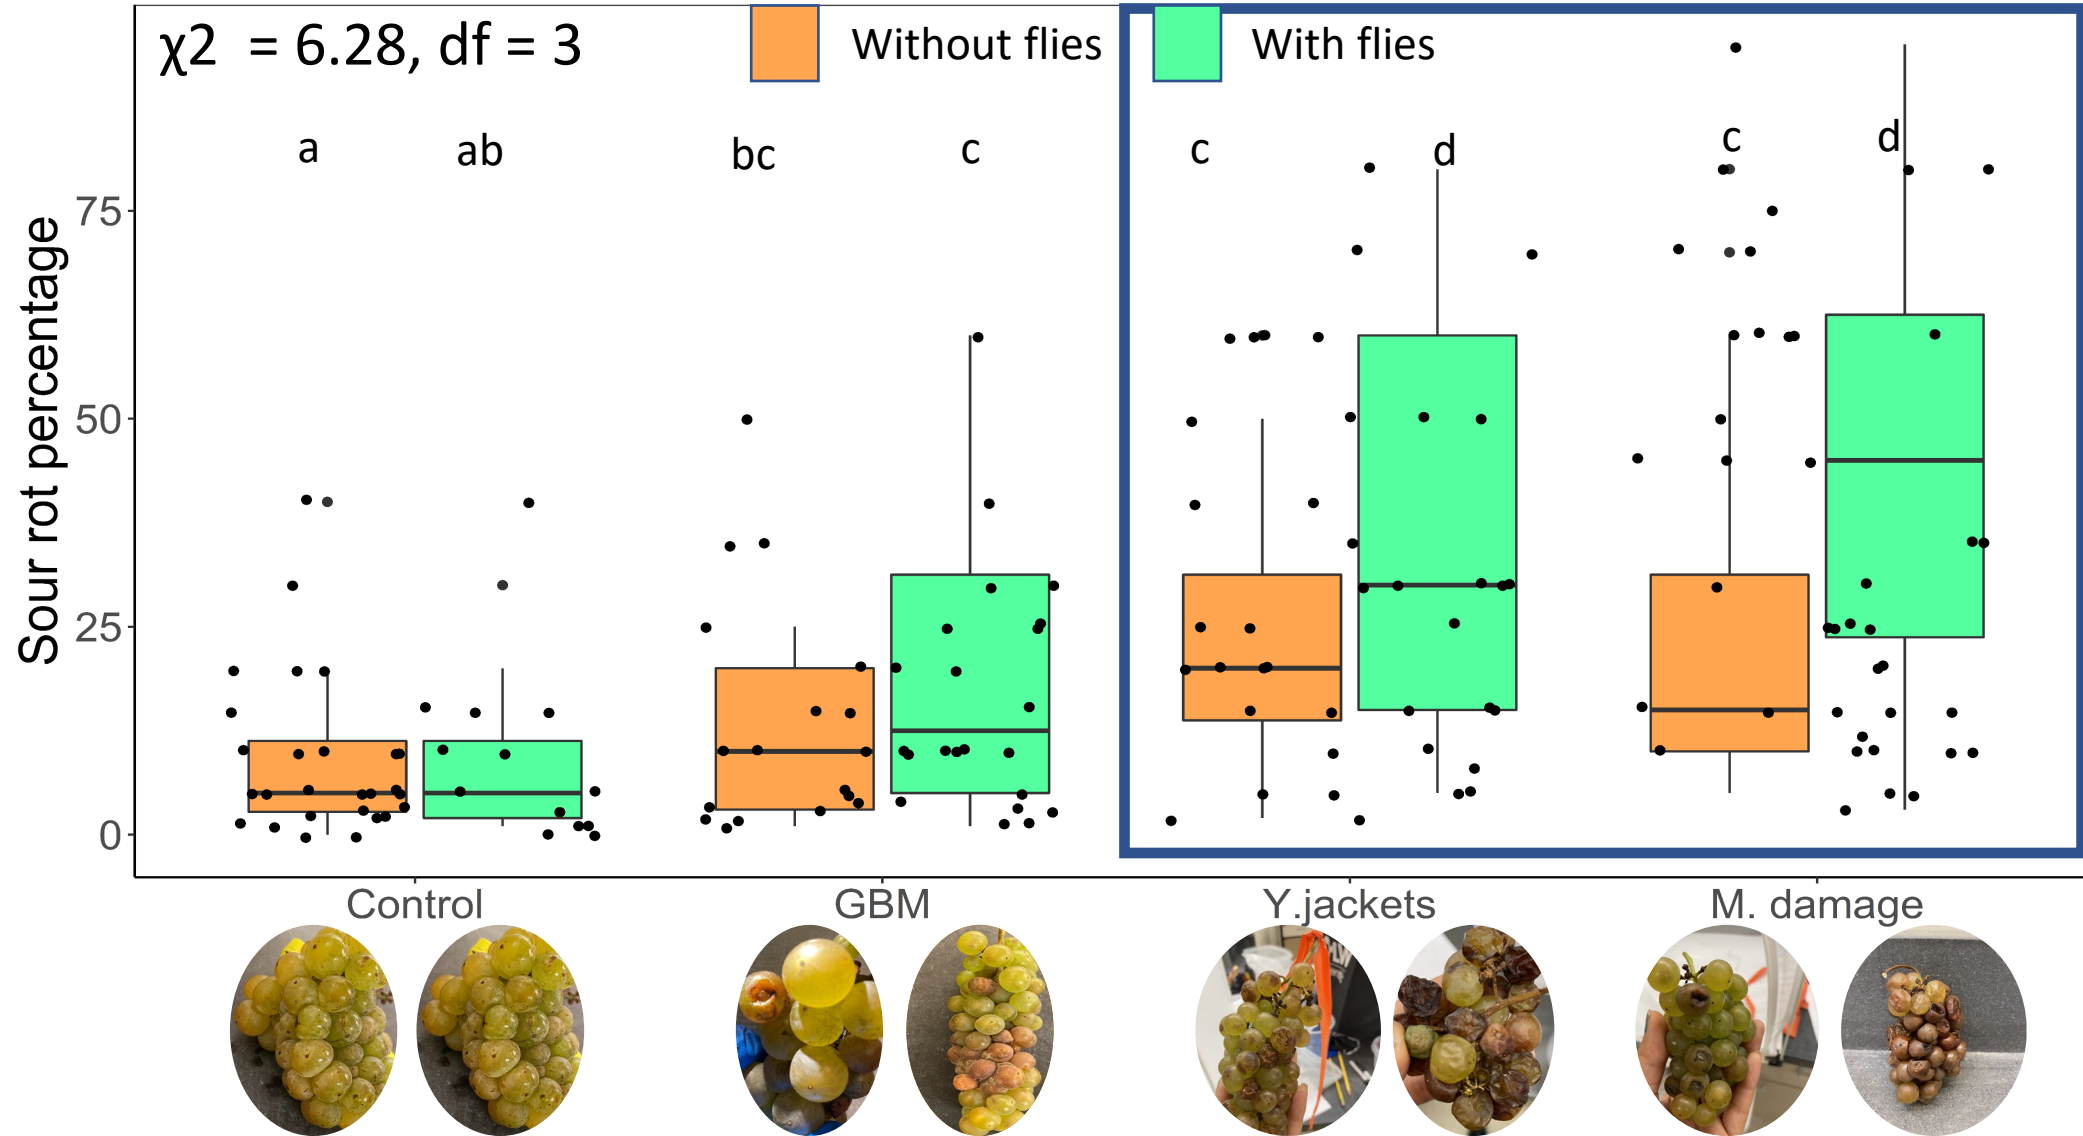 χ2 = 6.28, df = 3
Without flies
With flies
a
ab
bc
c
c
d
c
d
Sour rot percentage
75
50
25
0
Control
GBM
Y.jackets
M. damage